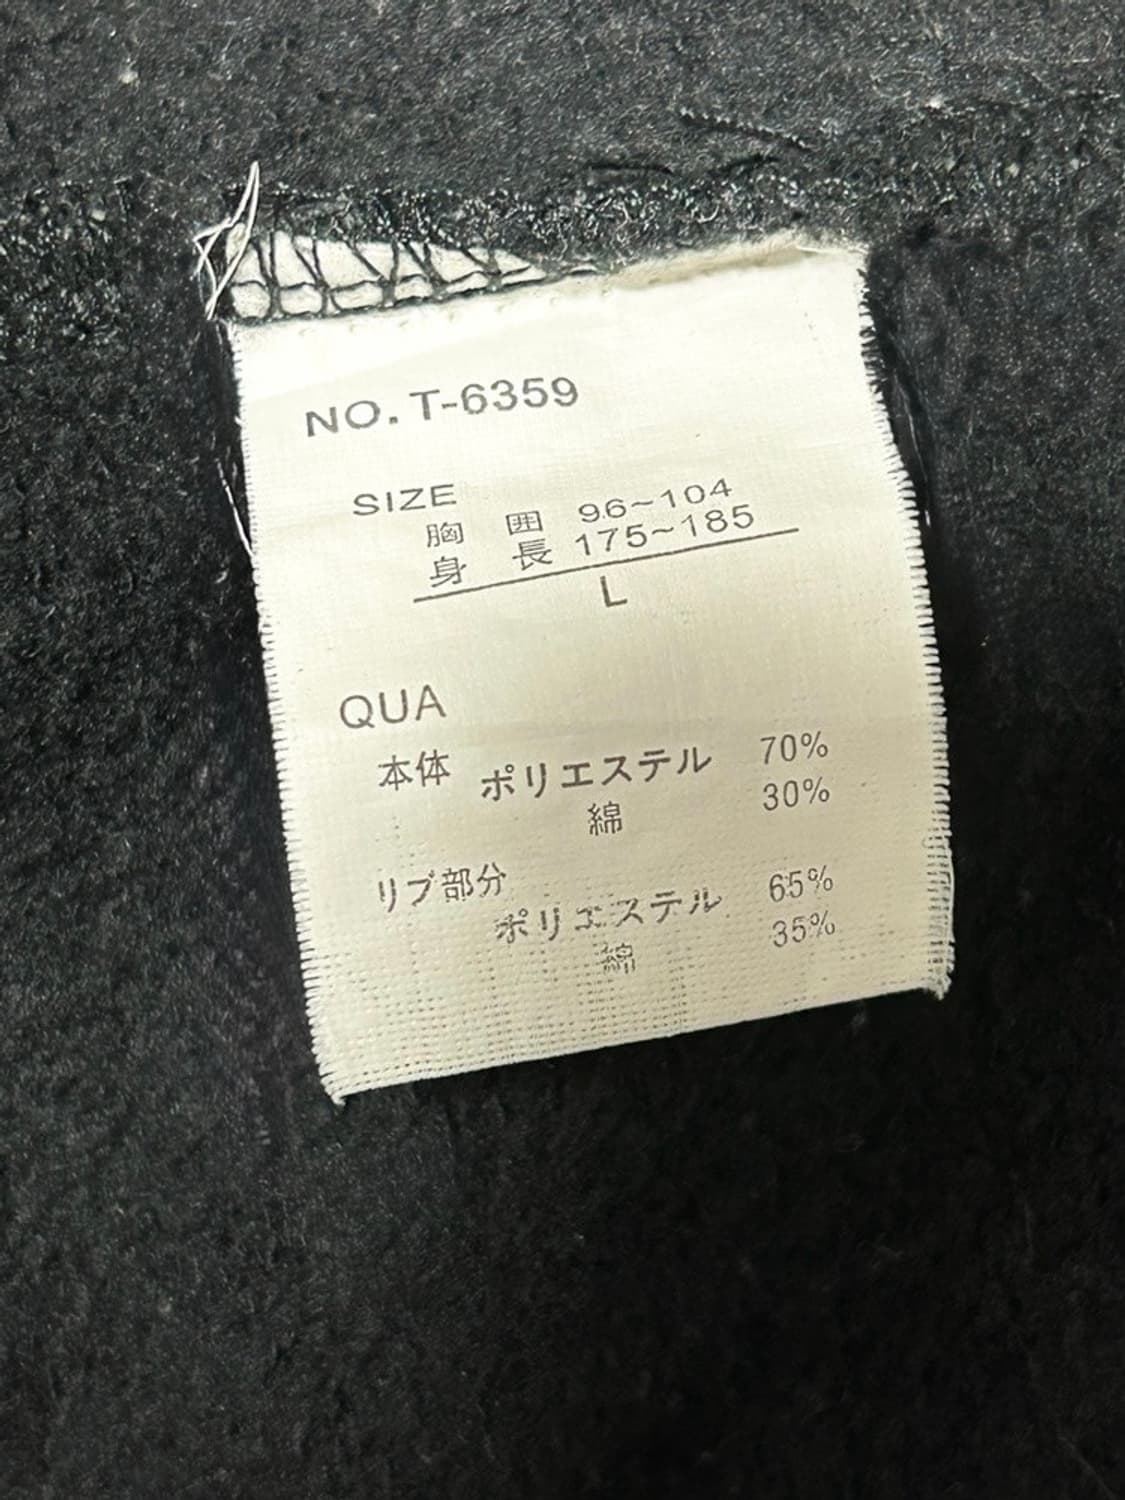 NO. T-6359
SIZE
胸 囲 96~104
身 長 175~185
L
QUA
本体 ポリエステル 70%
綿 30%
リブ部分
ポリエステル 65%
綿 35%